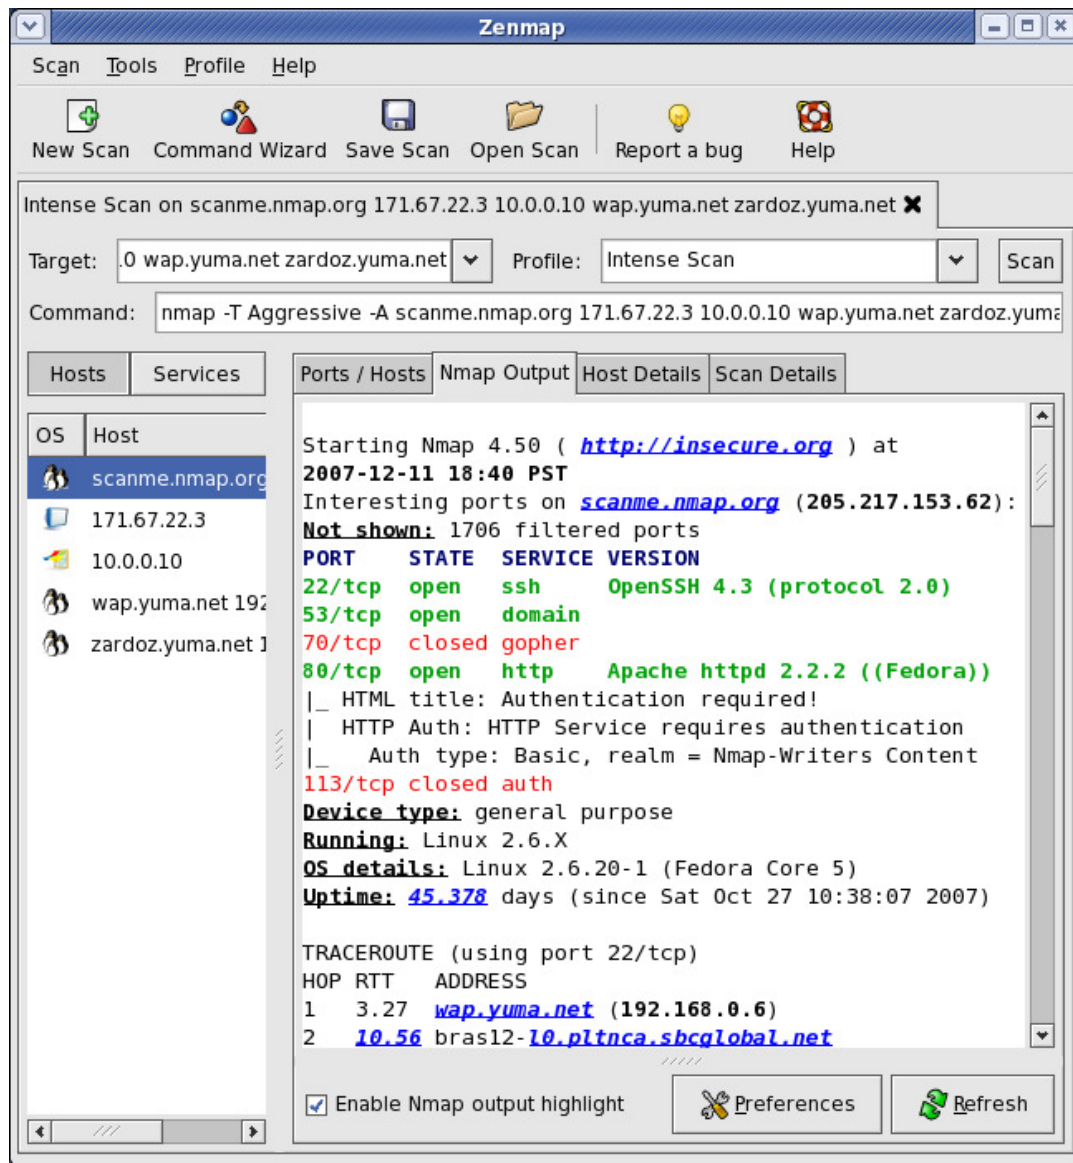 Zenmap
Scan Tools Profile Help
New Scan Command Wizard Save Scan Open Scan Report a bug Help
Intense Scan on scanme.nmap.org 171.67.22.3 10.0.0.10 wap.yuma.net zardoz.yuma.net
Target: .0 wap.yuma.net zardoz.yuma.net Profile: Intense Scan Scan
Command: nmap -T Aggressive -A scanme.nmap.org 171.67.22.3 10.0.0.10 wap.yuma.net zardoz.yuma
Hosts Services
OS Host
scanme.nmap.org
171.67.22.3
10.0.0.10
wap.yuma.net 192
zardoz.yuma.net 1
Ports / Hosts Nmap Output Host Details Scan Details
Starting Nmap 4.50 ( http://insecure.org ) at
2007-12-11 18:40 PST
Interesting ports on scanme.nmap.org (205.217.153.62):
Not shown: 1706 filtered ports
PORT STATE SERVICE VERSION
22/tcp open ssh OpenSSH 4.3 (protocol 2.0)
53/tcp open domain
70/tcp closed gopher
80/tcp open http Apache httpd 2.2.2 ((Fedora))
|_ HTML title: Authentication required!
| HTTP Auth: HTTP Service requires authentication
|_ Auth type: Basic, realm = Nmap-Writers Content
113/tcp closed auth
Device type: general purpose
Running: Linux 2.6.X
OS details: Linux 2.6.20-1 (Fedora Core 5)
Uptime: 45.378 days (since Sat Oct 27 10:38:07 2007)
TRACEROUTE (using port 22/tcp)
HOP RTT ADDRESS
1 3.27 wap.yuma.net (192.168.0.6)
2 10.56 bras12-l0.pltnca.sbcglobal.net
Enable Nmap output highlight Preferences Refresh